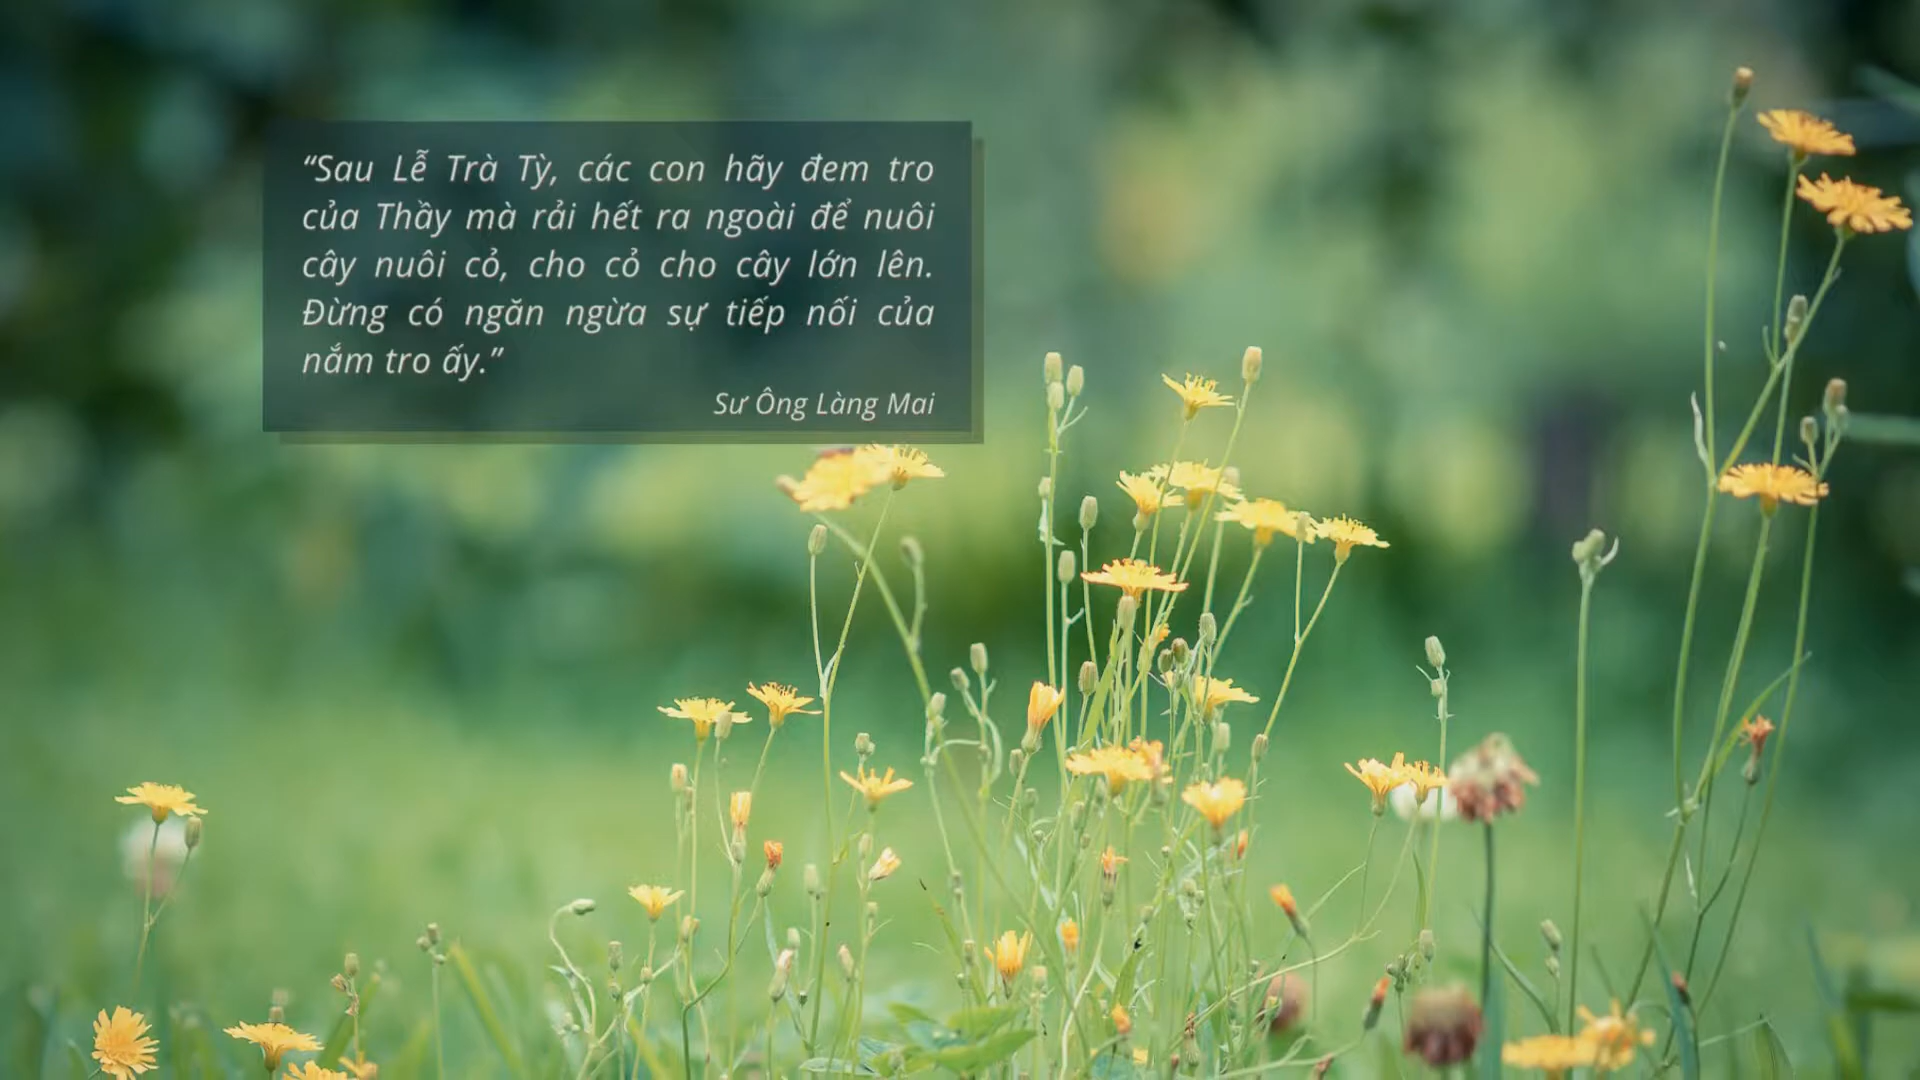 “Sau Lễ Trà Tỳ, các con hãy đem tro
của Thầy mà rải hết ra ngoài để nuôi
cây nuôi cỏ, cho cỏ cho cây lớn lên.
Đừng có ngăn ngừa sự tiếp nối của
nắm tro ấy.”
Sư Ông Làng Mai